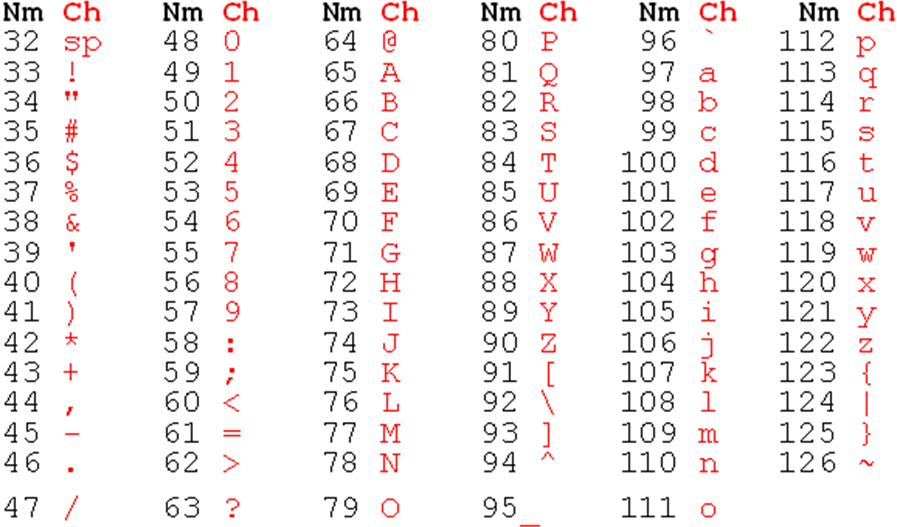 Nm Ch Nm Ch Nm Ch Nm Ch Nm Ch Nm Ch
32 sp 48 0 64 @ 80 P 96 ` 112 p
33 ! 49 1 65 A 81 Q 97 a 113 q
34 " 50 2 66 B 82 R 98 b 114 r
35 # 51 3 67 C 83 S 99 c 115 s
36 $ 52 4 68 D 84 T 100 d 116 t
37 % 53 5 69 E 85 U 101 e 117 u
38 & 54 6 70 F 86 V 102 f 118 v
39 ' 55 7 71 G 87 W 103 g 119 w
40 ( 56 8 72 H 88 X 104 h 120 x
41 ) 57 9 73 I 89 Y 105 i 121 y
42 * 58 : 74 J 90 Z 106 j 122 z
43 + 59 ; 75 K 91 [ 107 k 123 {
44 , 60 < 76 L 92 \ 108 l 124 |
45 - 61 = 77 M 93 ] 109 m 125 }
46 . 62 > 78 N 94 ^ 110 n 126 ~
47 / 63 ? 79 O 95 _ 111 o